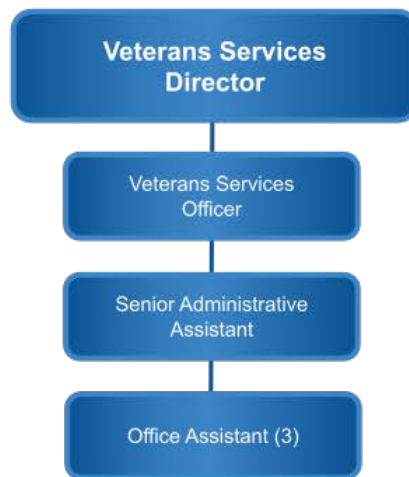 Veterans Services
Director
Veterans Services
Officer
Senior Administrative
Assistant
Office Assistant (3)